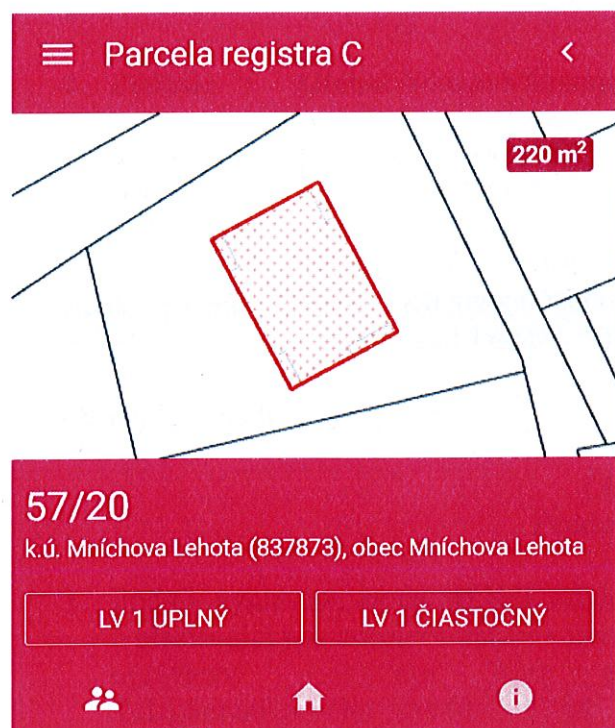 Parcela registra C
220 m²
57/20
k.ú. Mníchova Lehota (837873), obec Mníchova Lehota
LV 1 ÚPLNÝ
LV 1 ČIASTOČNÝ